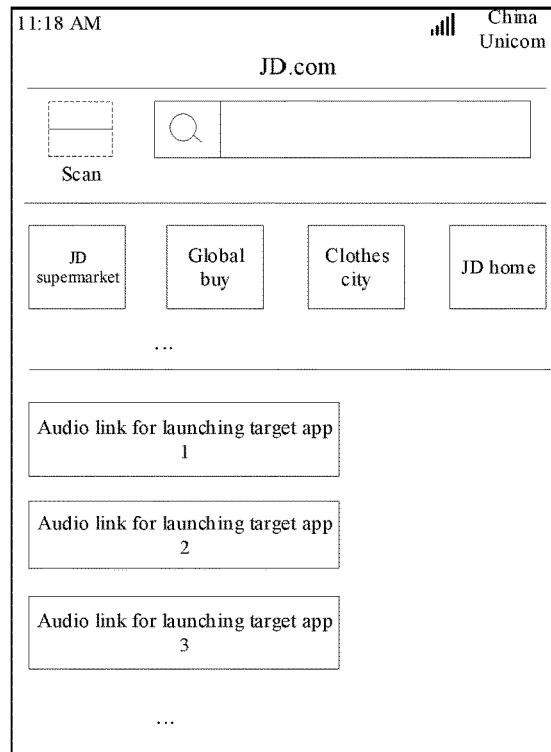 11:18 AM
China
Unicom
JD.com
Scan
JD
supermarket
Global
buy
Clothes
city
JD home
...
Audio link for launching target app
1
Audio link for launching target app
2
Audio link for launching target app
3
...